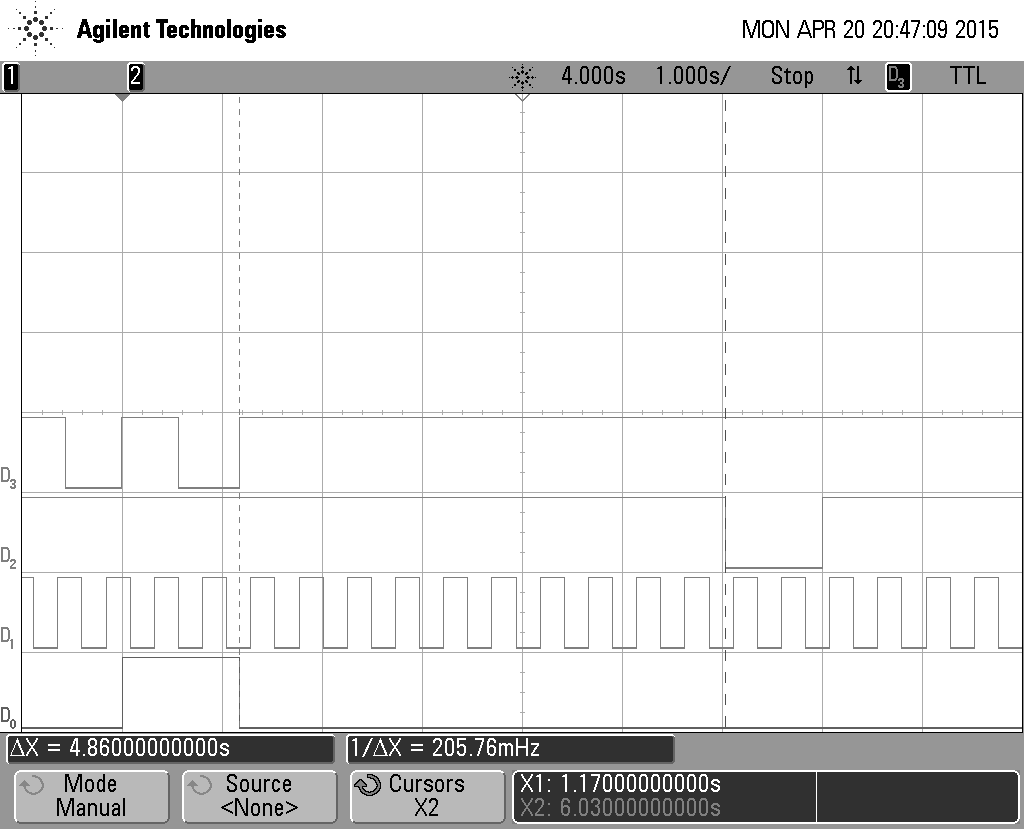 Agilent Technologies MON APR 20 20:47:09 2015
1 2 4.000s 1.000s/ Stop D3 TTL
D3
D2
D1
D0
ΔX = 4.86000000000s 1/ΔX = 205.76mHz
Mode Source Cursors X1: 1.17000000000s
Manual <None> X2 X2: 6.03000000000s